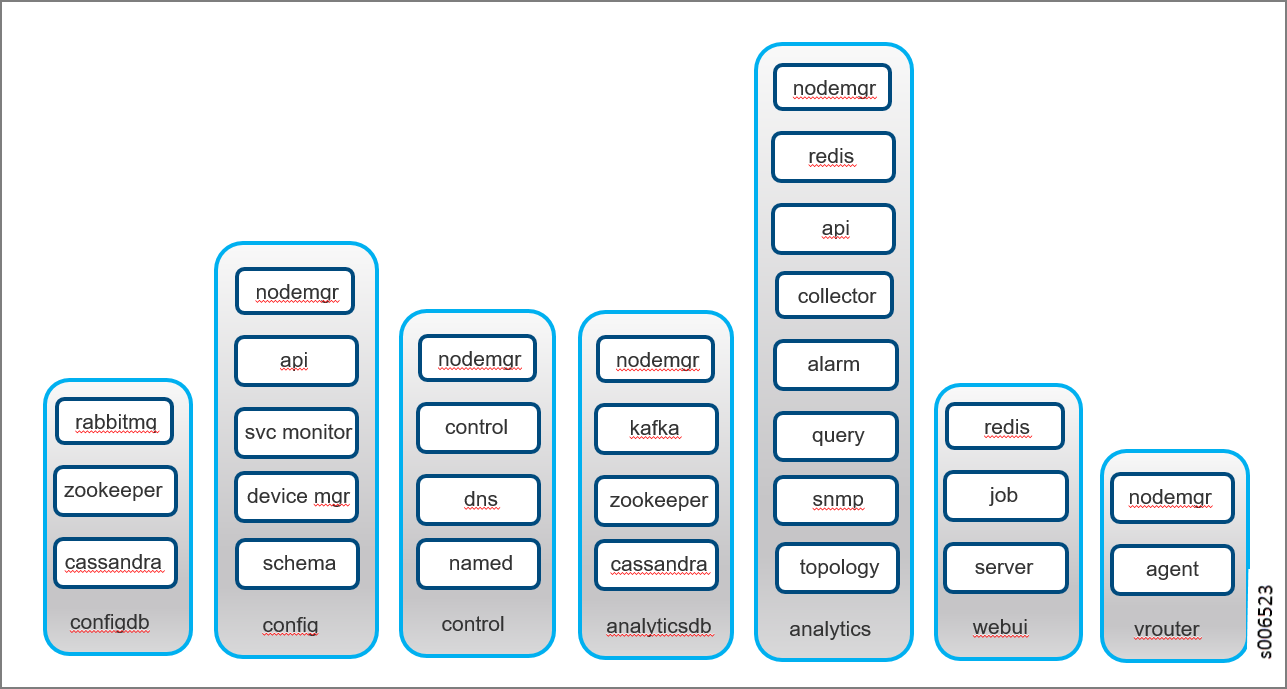 rabbitmq
zookeeper
cassandra
configdb
nodemgr
api
svc monitor
device mgr
schema
config
nodemgr
control
dns
named
control
nodemgr
kafka
zookeeper
cassandra
analyticsdb
nodemgr
redis
api
collector
alarm
query
snmp
topology
analytics
redis
job
server
webui
nodemgr
agent
vrouter
s006523